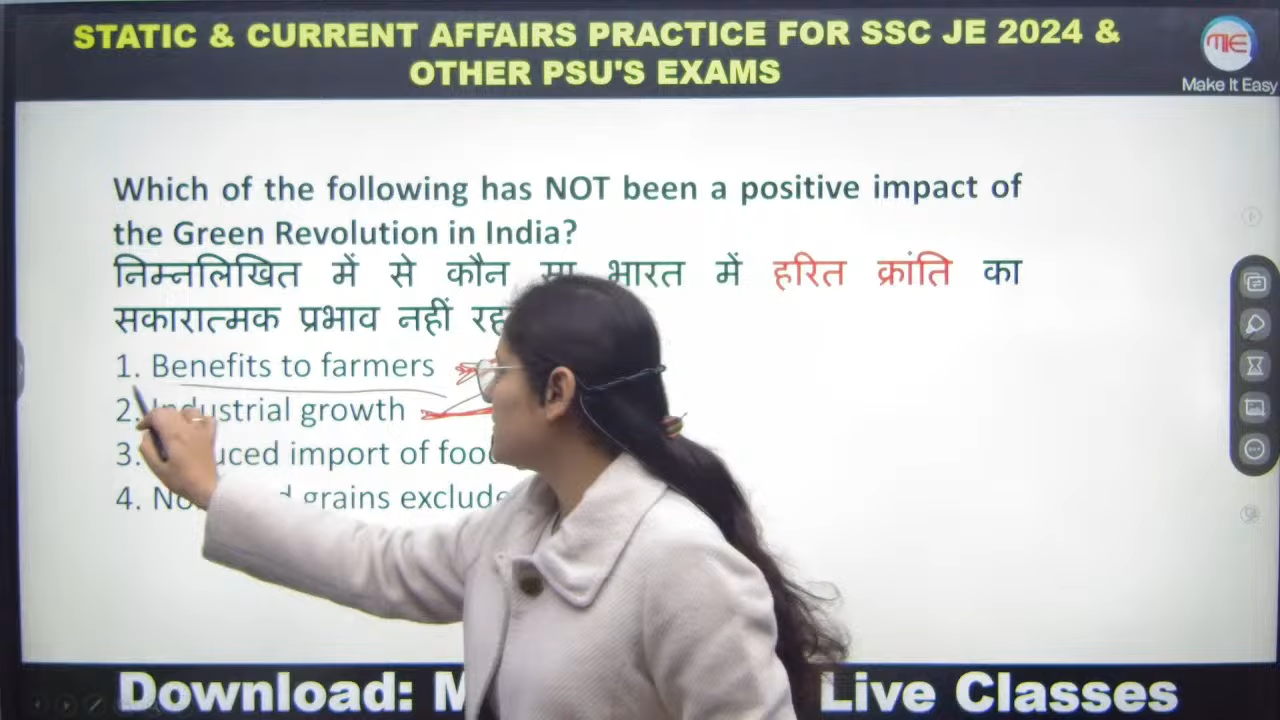 STATIC & CURRENT AFFAIRS PRACTICE FOR SSC JE 2024 &
OTHER PSU'S EXAMS
MIE
Make It Easy
Which of the following has NOT been a positive impact of
the Green Revolution in India?
निम्नलिखित में से कौन भारत में हरित क्रांति का
सकारात्मक प्रभाव नहीं
1. Benefits to farmers
2. Industrial growth
3. import of
4. grains
Download: Live Classes